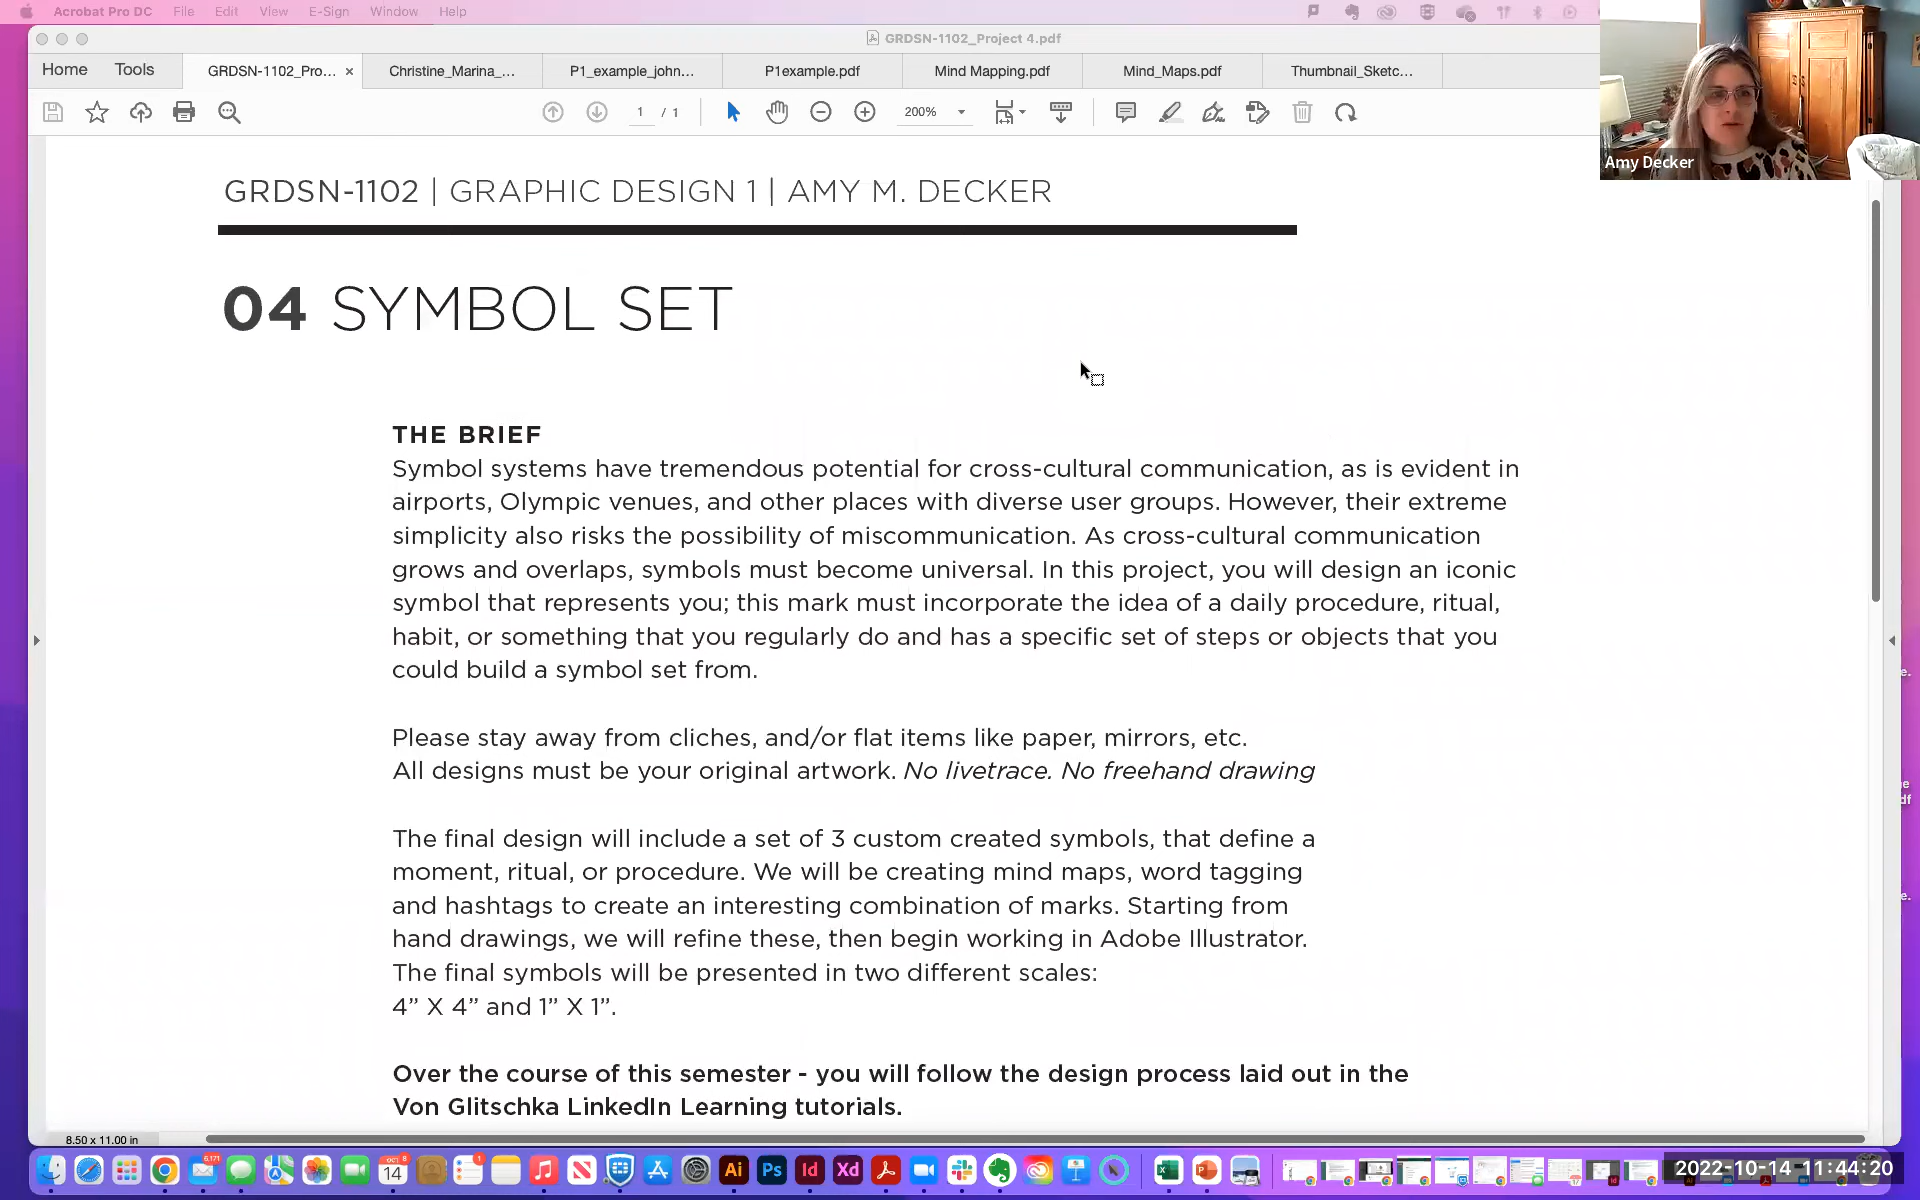 Acrobat Pro DC File Edit View E-Sign Window Help
GRDSN-1102_Project 4.pdf
Home Tools GRDSN-1102_Pro... × Christine_Marina_... P1_example_john... P1example.pdf Mind Mapping.pdf Mind_Maps.pdf Thumbnail_Sketc...
1 / 1 200%
Amy Decker
GRDSN-1102 | GRAPHIC DESIGN 1 | AMY M. DECKER
04 SYMBOL SET
THE BRIEF
Symbol systems have tremendous potential for cross-cultural communication, as is evident in
airports, Olympic venues, and other places with diverse user groups. However, their extreme
simplicity also risks the possibility of miscommunication. As cross-cultural communication
grows and overlaps, symbols must become universal. In this project, you will design an iconic
symbol that represents you; this mark must incorporate the idea of a daily procedure, ritual,
habit, or something that you regularly do and has a specific set of steps or objects that you
could build a symbol set from.
Please stay away from cliches, and/or flat items like paper, mirrors, etc.
All designs must be your original artwork. No livetrace. No freehand drawing
The final design will include a set of 3 custom created symbols, that define a
moment, ritual, or procedure. We will be creating mind maps, word tagging
and hashtags to create an interesting combination of marks. Starting from
hand drawings, we will refine these, then begin working in Adobe Illustrator.
The final symbols will be presented in two different scales:
4” X 4” and 1” X 1”.
Over the course of this semester - you will follow the design process laid out in the
Von Glitschka LinkedIn Learning tutorials.
8.50 x 11.00 in
6,171 OCT 14 1 Ai Ps Id Xd
2022-10-14 11:44:20